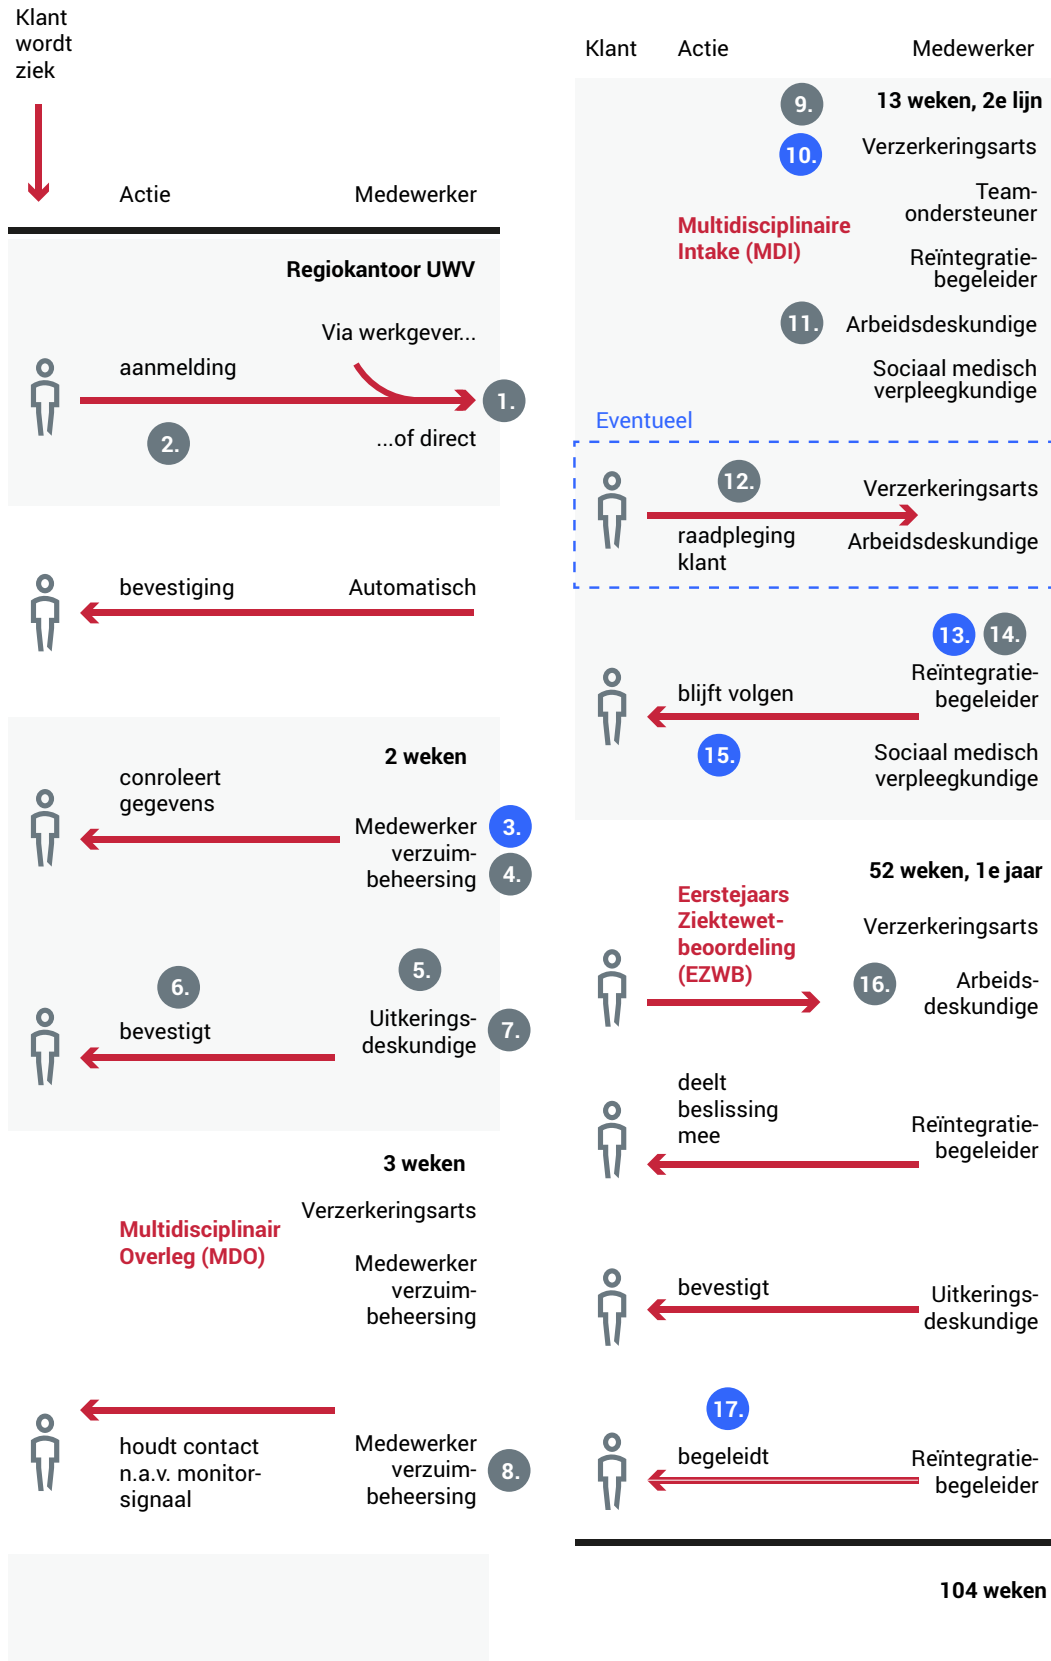 Klant
wordt
ziek
Actie
Medewerker
Regiokantoor UWV
Via werkgever...
aanmelding
1.
2.
...of direct
bevestiging
Automatisch
2 weken
conroleert
gegevens
Medewerker
verzuim-
beheersing
3.
4.
5.
6.
bevestigt
Uitkerings-
deskundige
7.
3 weken
Verzerkeringsarts
Multidisciplinair
Overleg (MDO)
Medewerker
verzuim-
beheersing
houdt contact
n.a.v. monitor-
signaal
Medewerker
verzuim-
beheersing
8.
Klant
Actie
Medewerker
9.
13 weken, 2e lijn
10.
Verzerkeringsarts
Team-
ondersteuner
Multidisciplinaire
Intake (MDI)
Reïntegratie-
begeleider
11.
Arbeidsdeskundige
Sociaal medisch
verpleegkundige
Eventueel
12.
Verzerkeringsarts
raadpleging
klant
Arbeidsdeskundige
13.
14.
Reïntegratie-
begeleider
blijft volgen
15.
Sociaal medisch
verpleegkundige
52 weken, 1e jaar
Eerstejaars
Ziektewet-
beoordeling
(EZWB)
Verzerkeringsarts
16.
Arbeids-
deskundige
deelt
beslissing
mee
Reïntegratie-
begeleider
bevestigt
Uitkerings-
deskundige
17.
begeleidt
Reïntegratie-
begeleider
104 weken